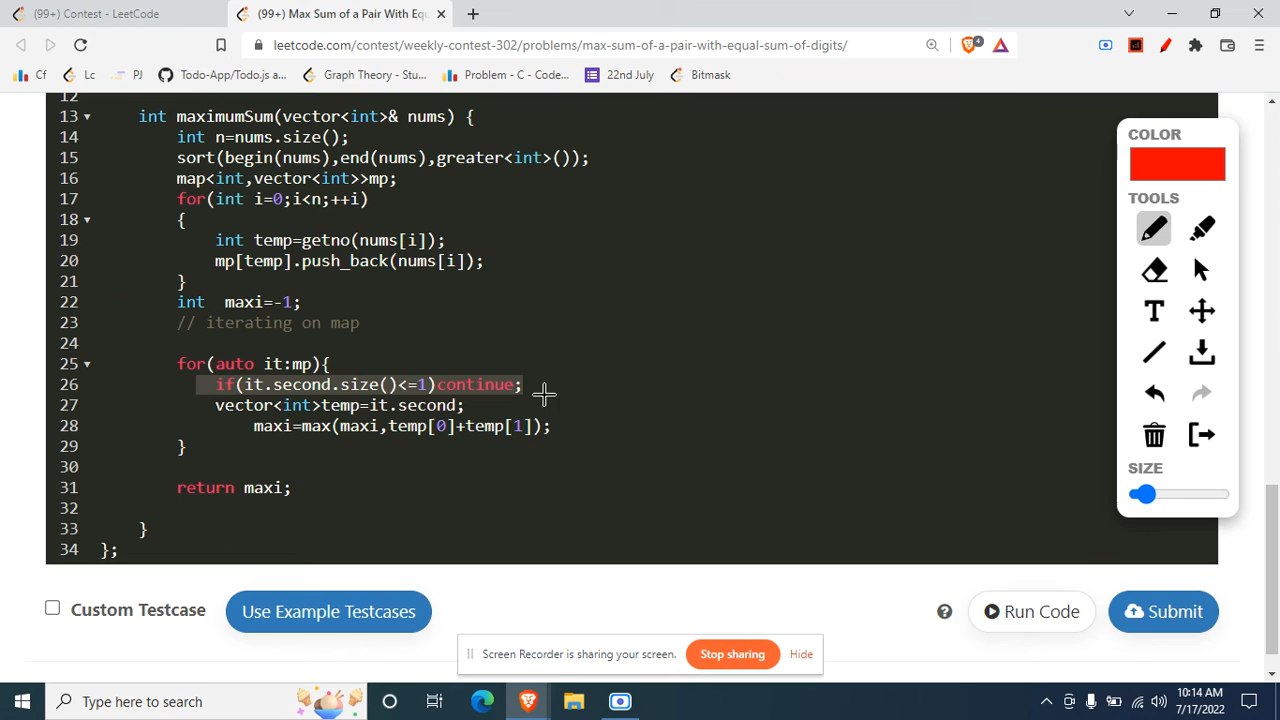 (99+) Contest - LeetCode
(99+) Max Sum of a Pair With Equ
leetcode.com/contest/weekly-contest-302/problems/max-sum-of-a-pair-with-equal-sum-of-digits/
4
Cf
Lc
PJ
Todo-App/Todo.js a...
Graph Theory - Stu...
Problem - C - Code...
22nd July
Bitmask
12
13 int maximumSum(vector<int>& nums) {
14 int n=nums.size();
15 sort(begin(nums),end(nums),greater<int>());
16 map<int,vector<int>>mp;
17 for(int i=0;i<n;++i)
18 {
19 int temp=getno(nums[i]);
20 mp[temp].push_back(nums[i]);
21 }
22 int  maxi=-1;
23 // iterating on map
24
25 for(auto it:mp){
26 if(it.second.size()<=1)continue;
27 vector<int>temp=it.second;
28 maxi=max(maxi,temp[0]+temp[1]);
29 }
30
31 return maxi;
32
33 }
34 };
COLOR
TOOLS
T
SIZE
Custom Testcase
Use Example Testcases
?
Run Code
Submit
Screen Recorder is sharing your screen.
Stop sharing
Hide
Type here to search
10:14 AM
7/17/2022